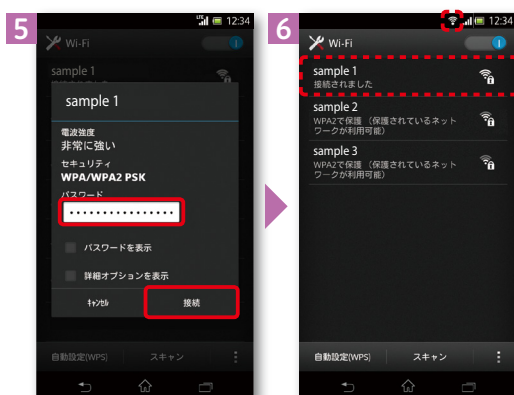 5
LTE 12:34
Wi-Fi
sample 1
sample 1
電波強度
非常に強い
セキュリティ
WPA/WPA2 PSK
パスワード
••••••••••••••••
パスワードを表示
詳細オプションを表示
ｷｬﾝｾﾙ 接続
自動設定(WPS) スキャン
6
12:34
Wi-Fi
sample 1
接続されました
sample 2
WPA2で保護 （保護されているネット
ワークが利用可能）
sample 3
WPA2で保護 （保護されているネット
ワークが利用可能）
自動設定(WPS) スキャン